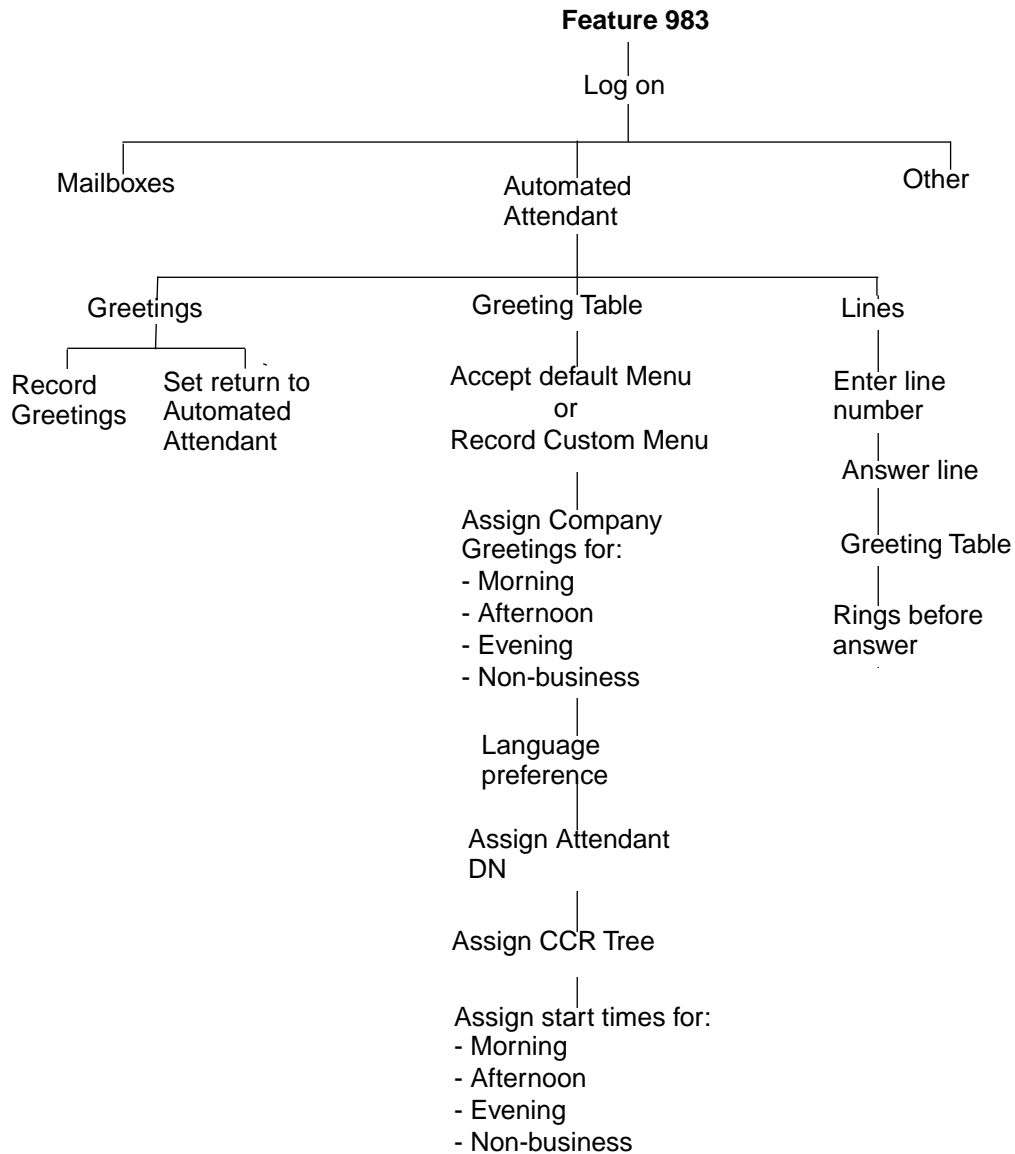 Feature 983
Log on
Mailboxes
Automated
Attendant
Other
Greetings
Record
Greetings
Set return to
Automated
Attendant
Greeting Table
Accept default Menu
or
Record Custom Menu
Assign Company
Greetings for:
- Morning
- Afternoon
- Evening
- Non-business
Language
preference
Assign Attendant
DN
Assign CCR Tree
Assign start times for:
- Morning
- Afternoon
- Evening
- Non-business
Lines
Enter line
number
Answer line
Greeting Table
Rings before
answer